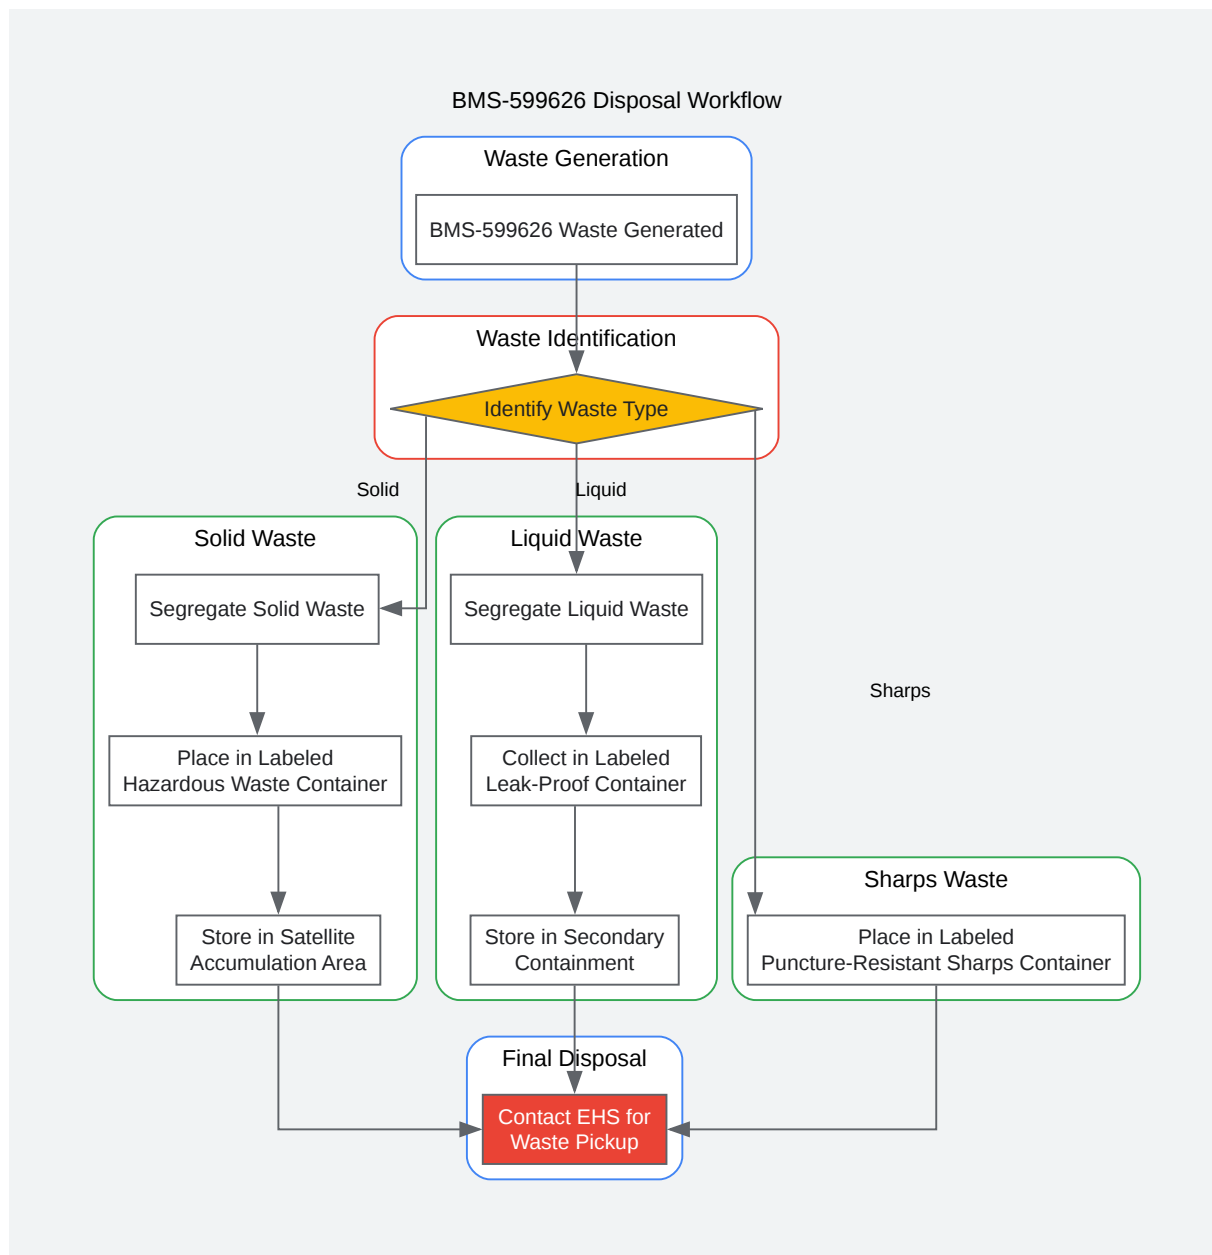 BMS-599626 Disposal Workflow
Waste Generation
BMS-599626 Waste Generated
Waste Identification
Identify Waste Type
Solid
Liquid
Sharps
Solid Waste
Segregate Solid Waste
Place in Labeled
Hazardous Waste Container
Store in Satellite
Accumulation Area
Liquid Waste
Segregate Liquid Waste
Collect in Labeled
Leak-Proof Container
Store in Secondary
Containment
Sharps Waste
Place in Labeled
Puncture-Resistant Sharps Container
Final Disposal
Contact EHS for
Waste Pickup